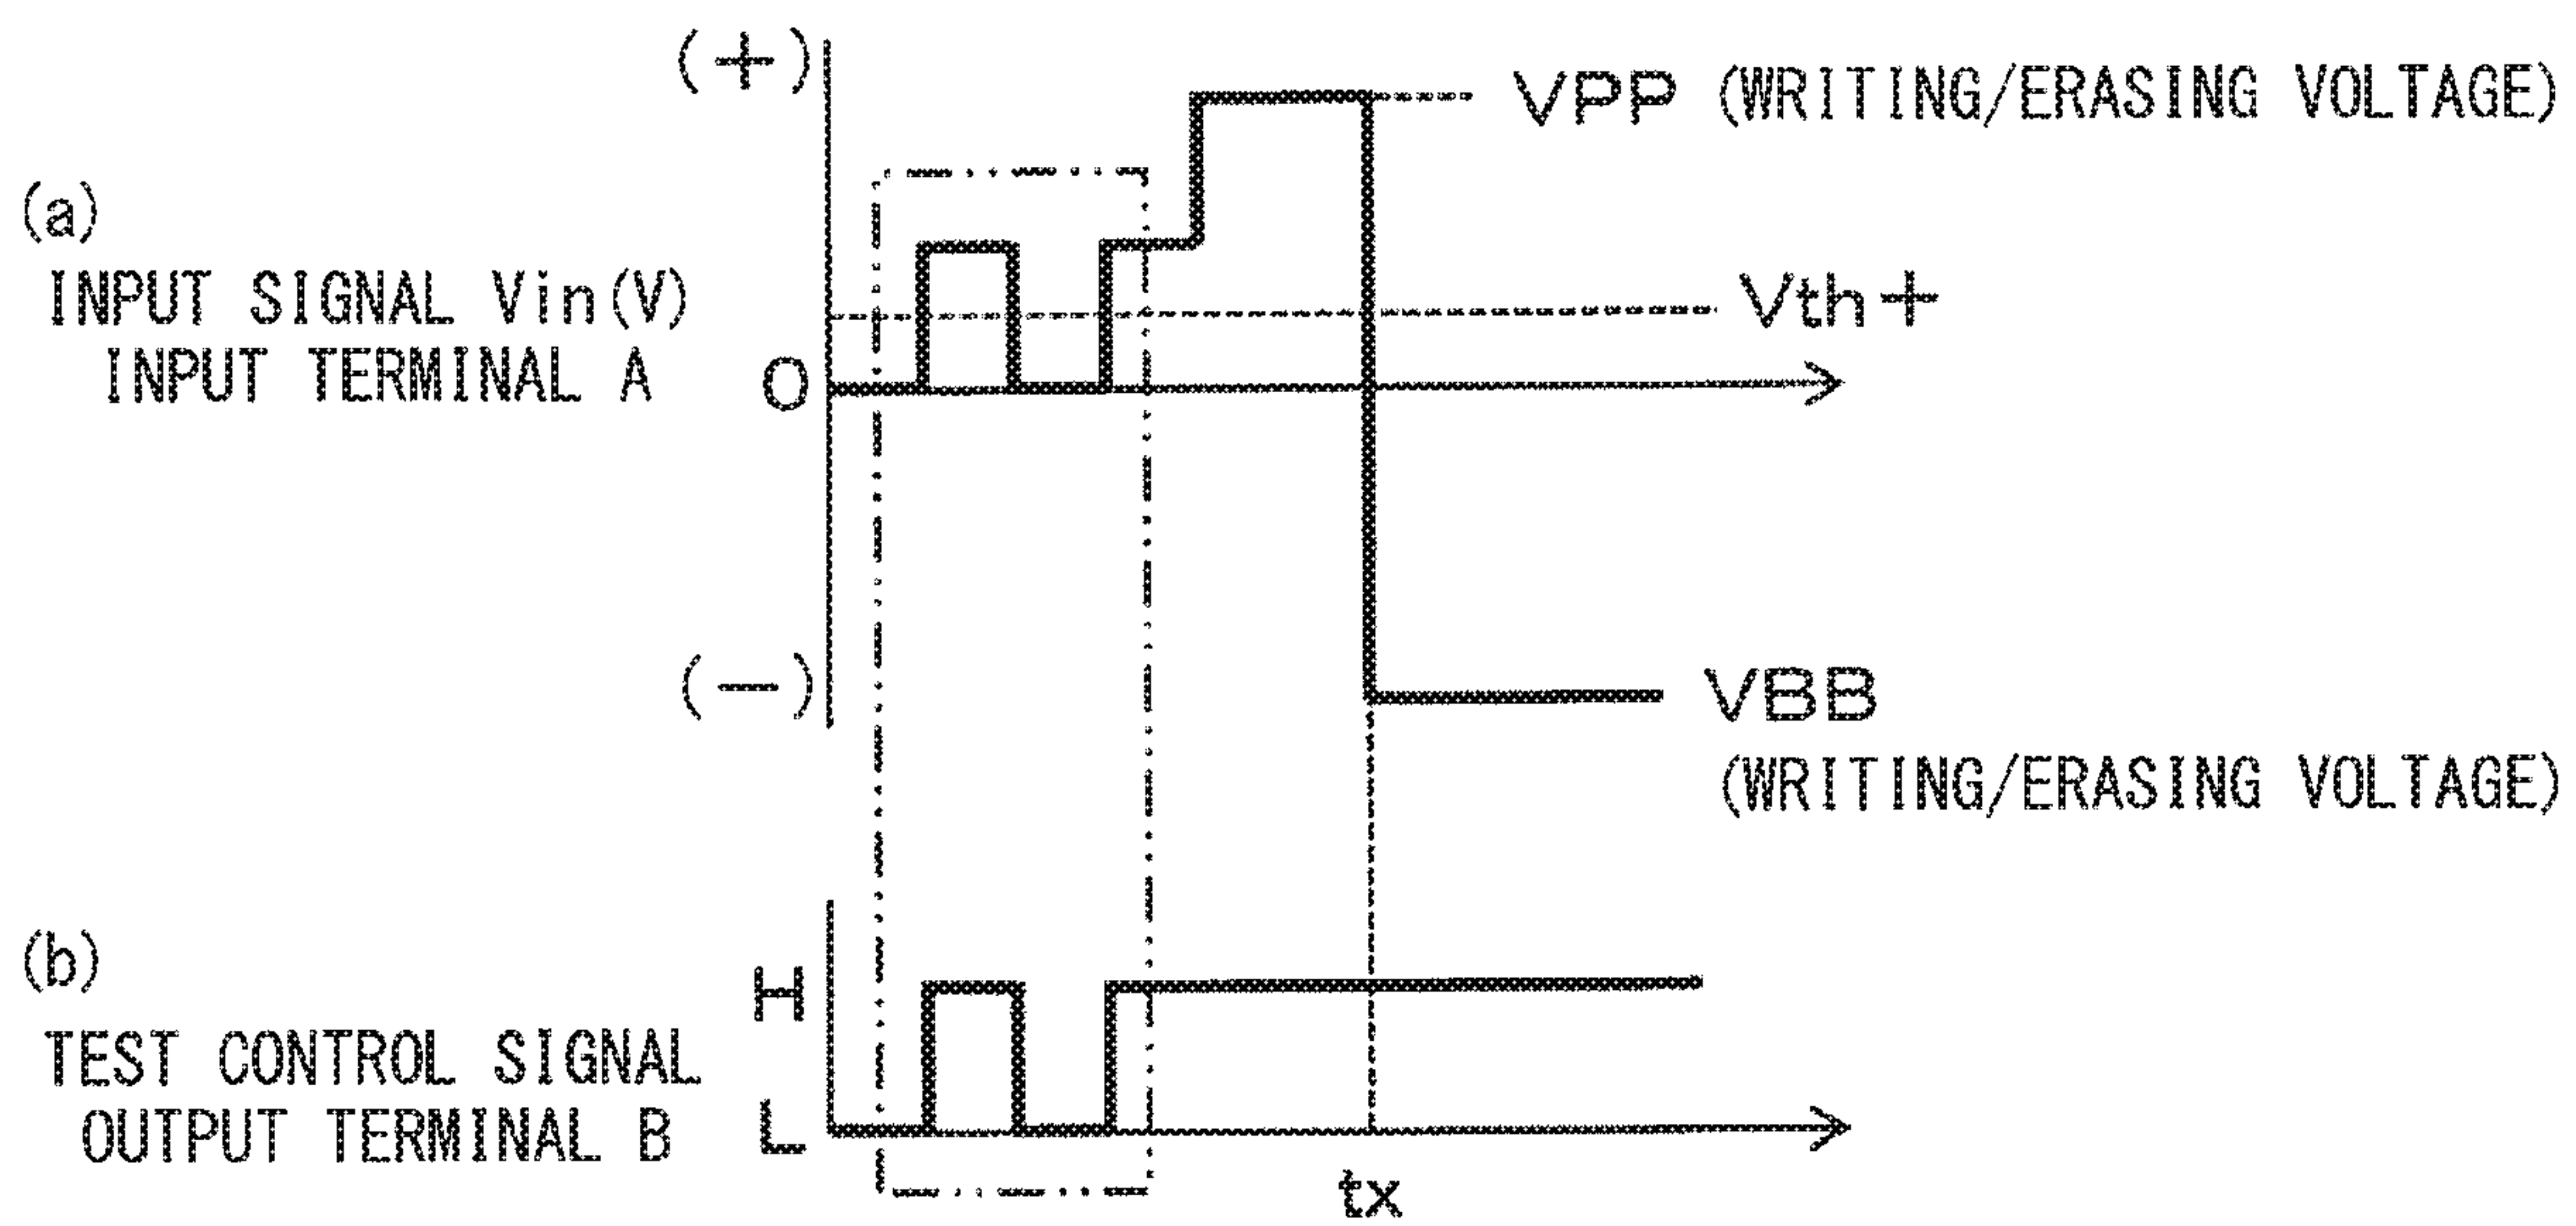 (+)
VPP (WRITING/ERASING VOLTAGE)
(a)
INPUT SIGNAL Vin(V)
INPUT TERMINAL A
Vth+
0
(-)
VBB
(WRITING/ERASING VOLTAGE)
(b)
H
TEST CONTROL SIGNAL
OUTPUT TERMINAL B
L
tx